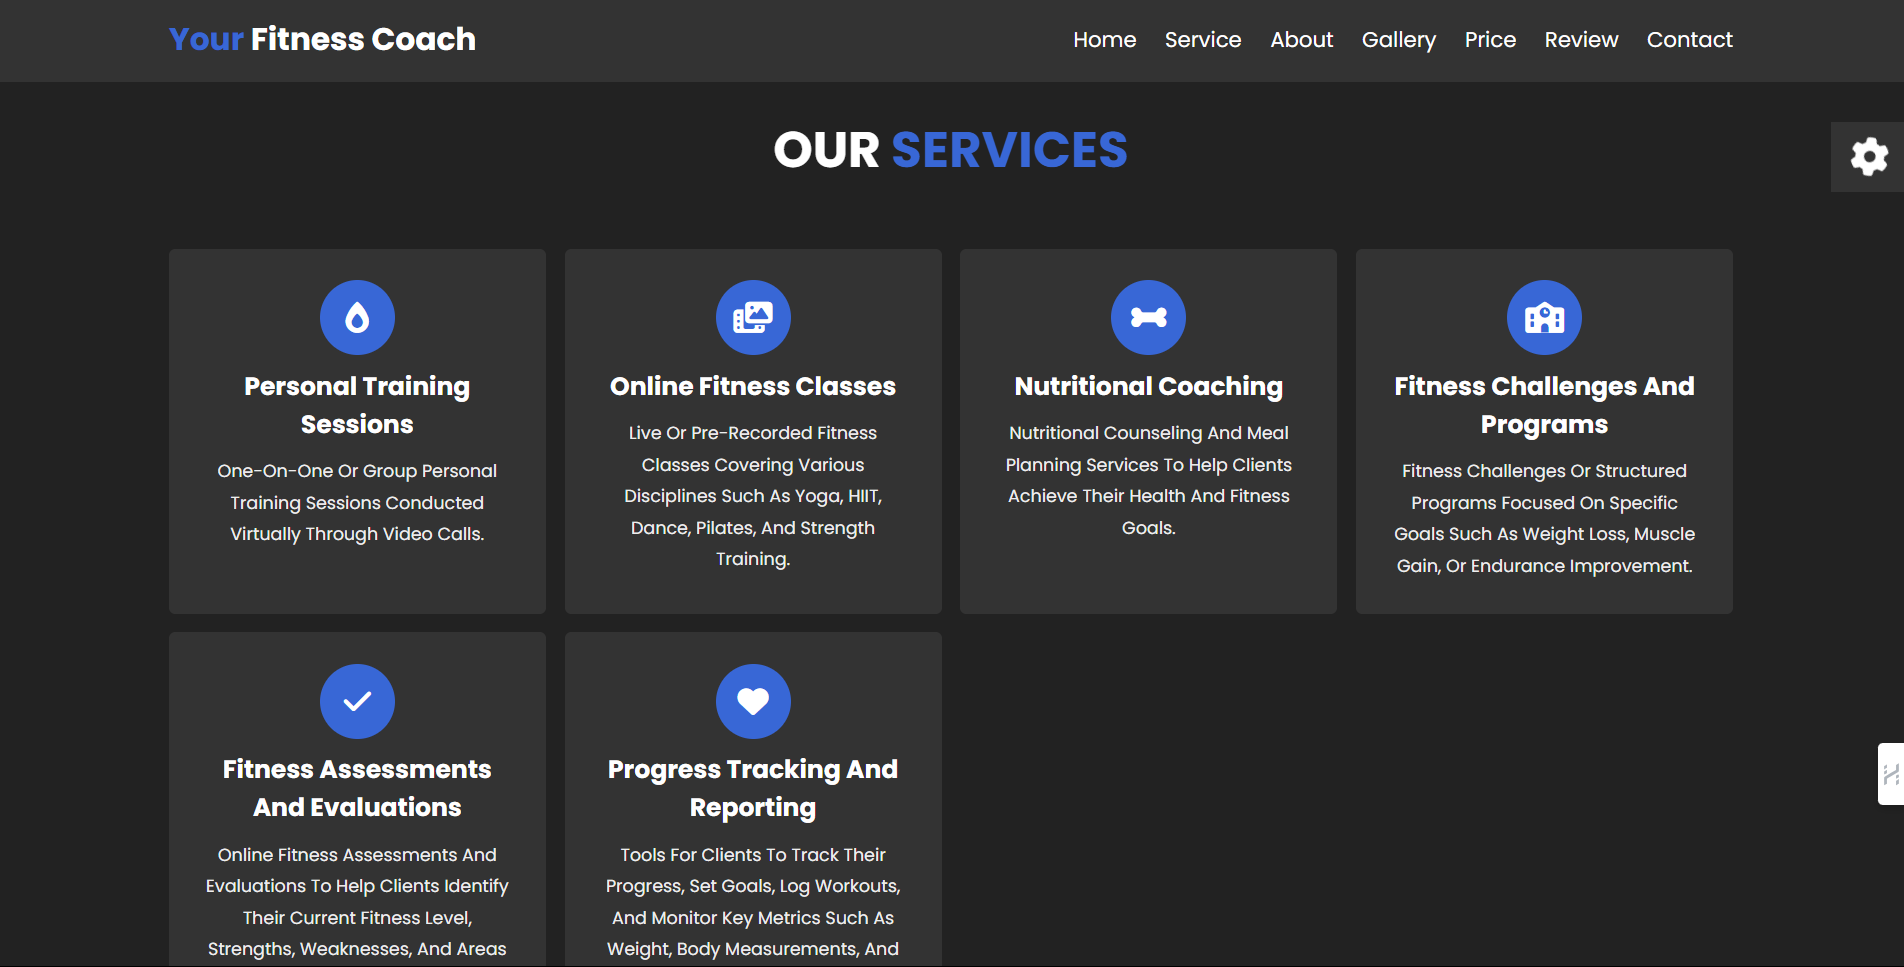 Your Fitness Coach
Home Service About Gallery Price Review Contact
OUR SERVICES
Personal Training
Sessions
One-On-One Or Group Personal
Training Sessions Conducted
Virtually Through Video Calls.
Online Fitness Classes
Live Or Pre-Recorded Fitness
Classes Covering Various
Disciplines Such As Yoga, HIIT,
Dance, Pilates, And Strength
Training.
Nutritional Coaching
Nutritional Counseling And Meal
Planning Services To Help Clients
Achieve Their Health And Fitness
Goals.
Fitness Challenges And
Programs
Fitness Challenges Or Structured
Programs Focused On Specific
Goals Such As Weight Loss, Muscle
Gain, Or Endurance Improvement.
Fitness Assessments
And Evaluations
Online Fitness Assessments And
Evaluations To Help Clients Identify
Their Current Fitness Level,
Strengths, Weaknesses, And Areas
Progress Tracking And
Reporting
Tools For Clients To Track Their
Progress, Set Goals, Log Workouts,
And Monitor Key Metrics Such As
Weight, Body Measurements, And